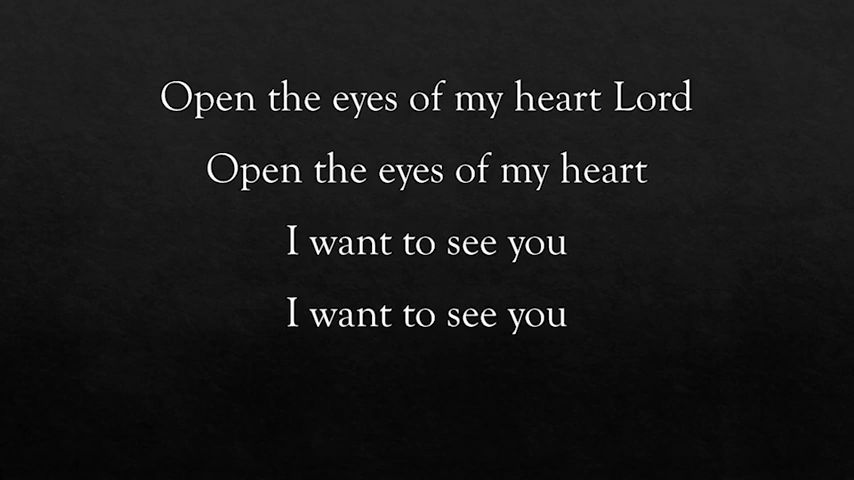 Open the eyes of my heart Lord
Open the eyes of my heart
I want to see you
I want to see you